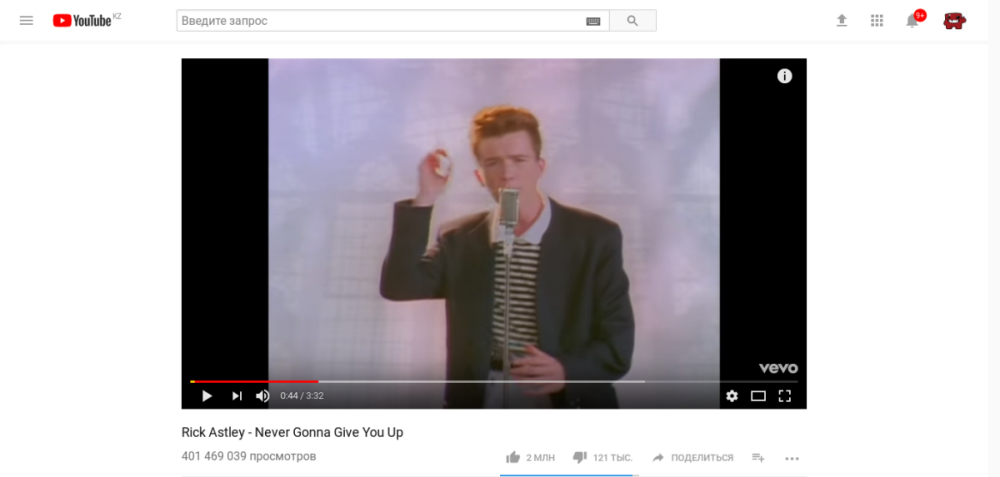 YouTube KZ
Введите запрос
9+
i
vevo
0:44 / 3:32
Rick Astley - Never Gonna Give You Up
401 469 039 просмотров
2 МЛН 121 ТЫС. ПОДЕЛИТЬСЯ